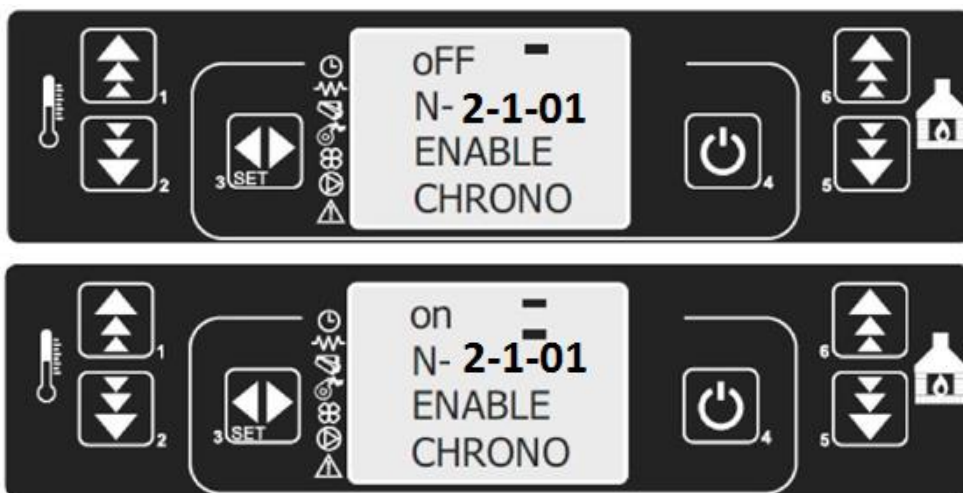 oFF
N- 2-1-01
ENABLE
CHRONO
1
2
3 SET
4
6
5
on
N- 2-1-01
ENABLE
CHRONO
1
2
3 SET
4
6
5